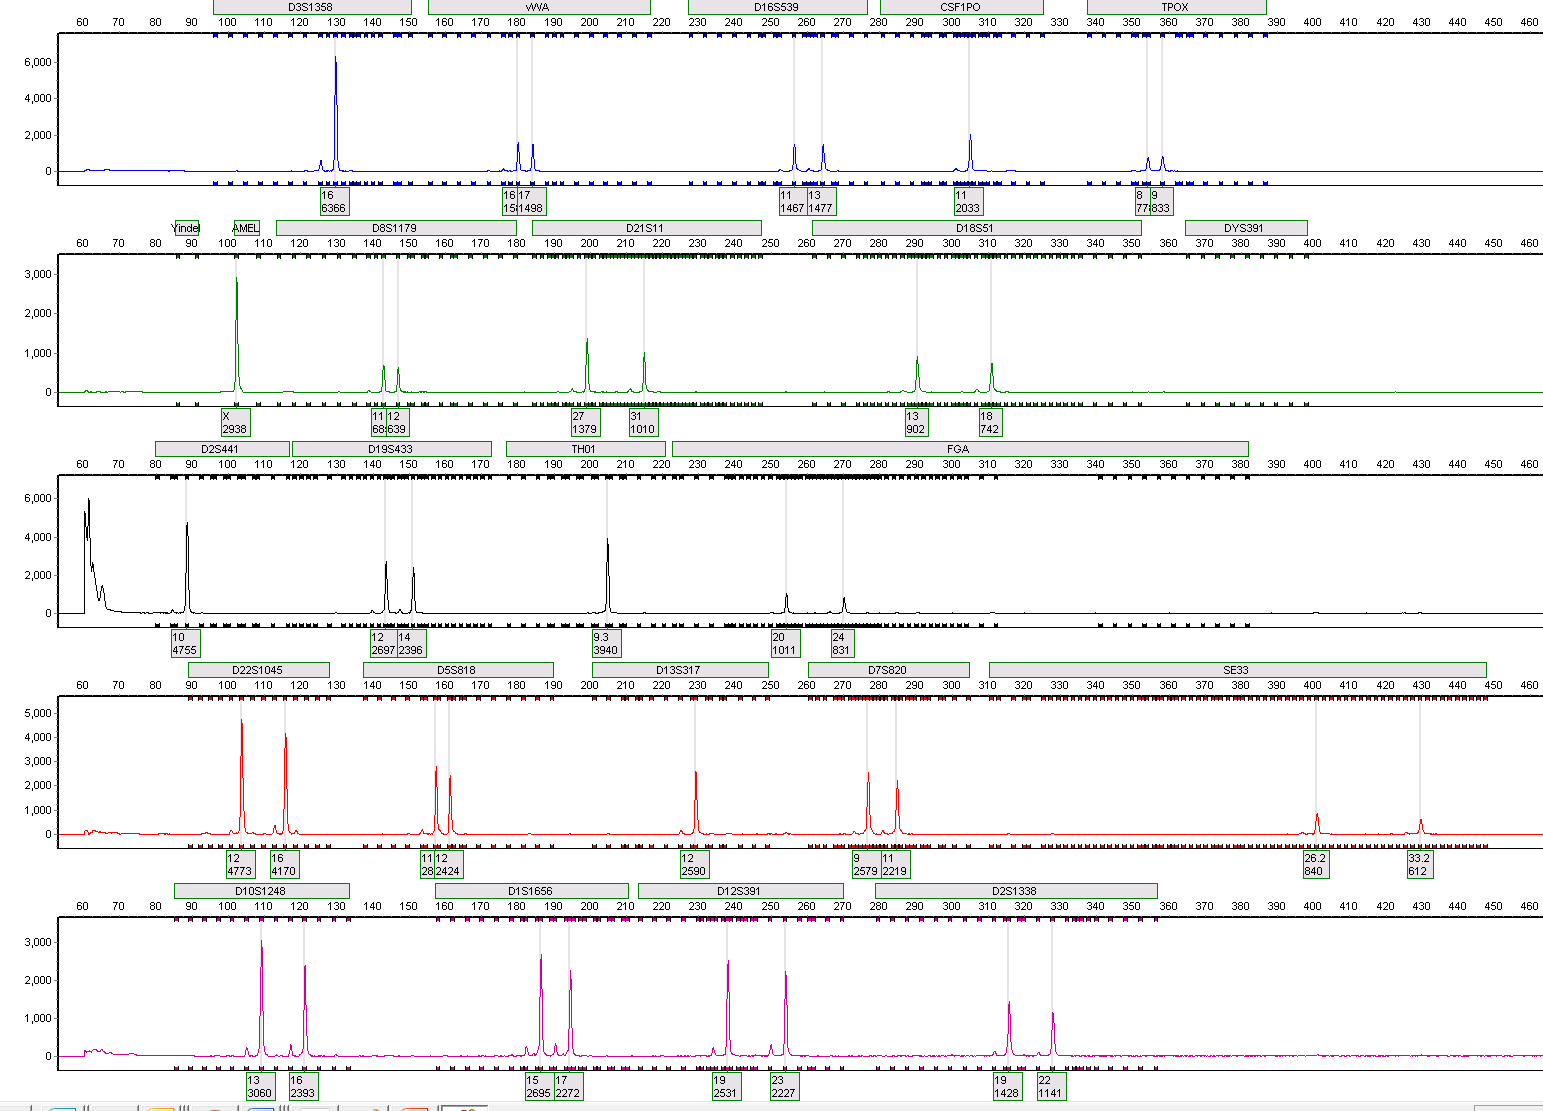 D3S1358 vWA D16S539 CSF1PO TPOX
60 70 80 90 100 110 120 130 140 150 160 170 180 190 200 210 220 230 240 250 260 270 280 290 300 310 320 330 340 350 360 370 380 390 400 410 420 430 440 450 460
6,000
4,000
2,000
0
16 16 17 11 13 11 8 9
6366 1498 1467 1477 2033 833
Yindel AMEL D8S1179 D21S11 D18S51 DYS391
60 70 80 90 100 110 120 130 140 150 160 170 180 190 200 210 220 230 240 250 260 270 280 290 300 310 320 330 340 350 360 370 380 390 400 410 420 430 440 450 460
3,000
2,000
1,000
0
X 11 12 27 31 13 18
2938 639 1379 1010 902 742
D2S441 D19S433 TH01 FGA
60 70 80 90 100 110 120 130 140 150 160 170 180 190 200 210 220 230 240 250 260 270 280 290 300 310 320 330 340 350 360 370 380 390 400 410 420 430 440 450 460
6,000
4,000
2,000
0
10 12 14 9.3 20 24
4755 2697 2396 3940 1011 831
D22S1045 D5S818 D13S317 D7S820 SE33
60 70 80 90 100 110 120 130 140 150 160 170 180 190 200 210 220 230 240 250 260 270 280 290 300 310 320 330 340 350 360 370 380 390 400 410 420 430 440 450 460
5,000
4,000
3,000
2,000
1,000
0
12 16 11 12 12 9 11 26.2 33.2
4773 4170 28 2424 2590 2579 2219 840 612
D10S1248 D1S1656 D12S391 D2S1338
60 70 80 90 100 110 120 130 140 150 160 170 180 190 200 210 220 230 240 250 260 270 280 290 300 310 320 330 340 350 360 370 380 390 400 410 420 430 440 450 460
3,000
2,000
1,000
0
13 16 15 17 19 23 19 22
3060 2393 2695 2272 2531 2227 1428 1141